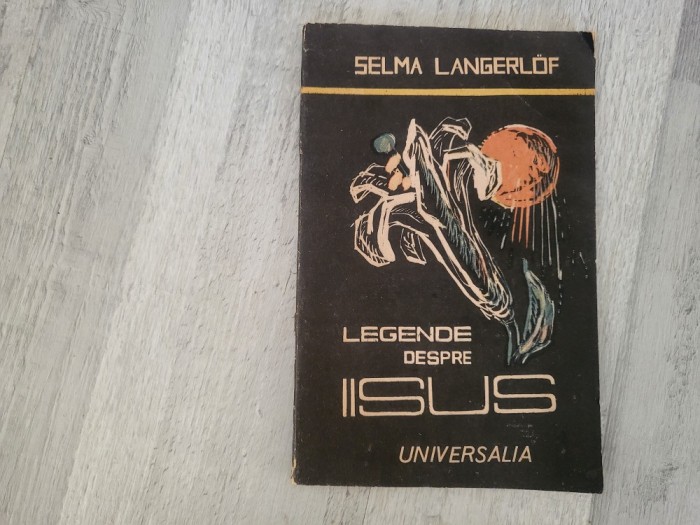 SELMA LANGERLÖF
LEGENDE
DESPRE
IISUS
UNIVERSALIA